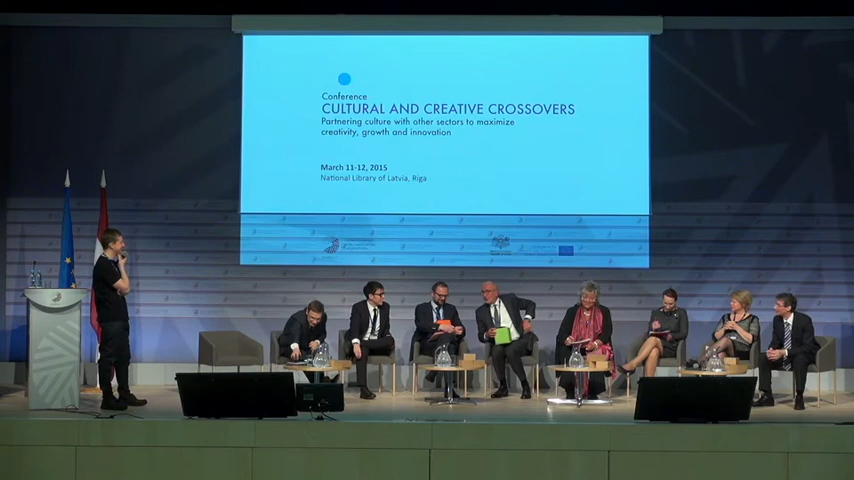 Conference
CULTURAL AND CREATIVE CROSSOVERS
Partnering culture with other sectors to maximize
creativity, growth and innovation
March 11-12, 2015
National Library of Latvia, Riga